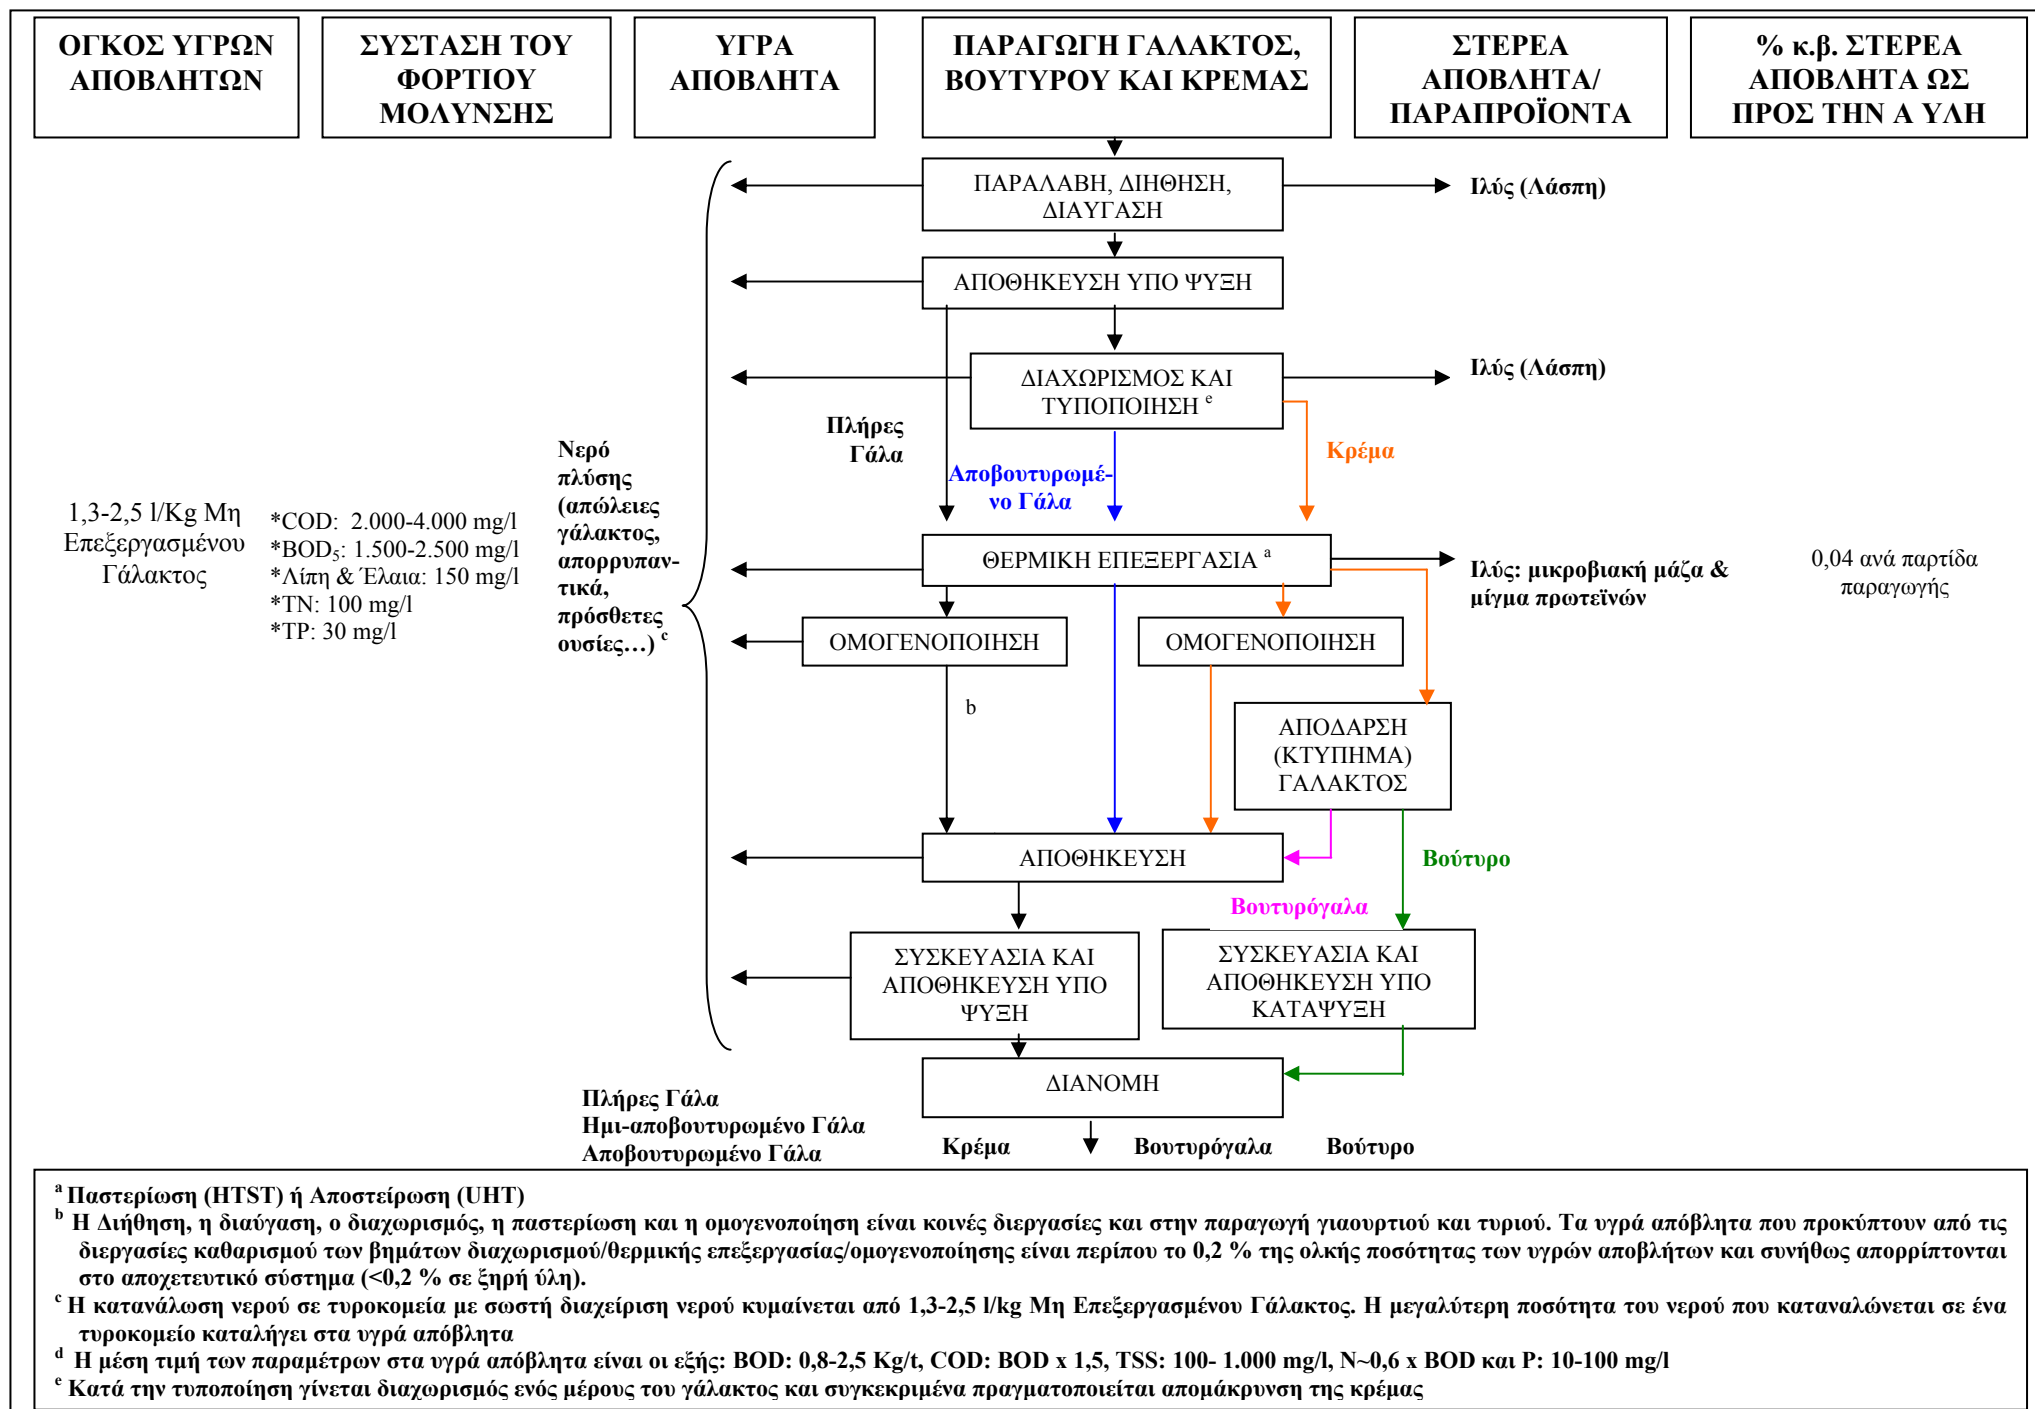 ΟΓΚΟΣ ΥΓΡΩΝ
ΑΠΟΒΛΗΤΩΝ
ΣΥΣΤΑΣΗ ΤΟΥ
ΦΟΡΤΙΟΥ
ΜΟΛΥΝΣΗΣ
ΥΓΡΑ
ΑΠΟΒΛΗΤΑ
ΠΑΡΑΓΩΓΗ ΓΑΛΑΚΤΟΣ,
ΒΟΥΤΥΡΟΥ ΚΑΙ ΚΡΕΜΑΣ
ΣΤΕΡΕΑ
ΑΠΟΒΛΗΤΑ/
ΠΑΡΑΠΡΟΪΟΝΤΑ
% κ.β. ΣΤΕΡΕΑ
ΑΠΟΒΛΗΤΑ ΩΣ
ΠΡΟΣ ΤΗΝ Α ΥΛΗ
ΠΑΡΑΛΑΒΗ, ΔΙΗΘΗΣΗ,
ΔΙΑΥΓΑΣΗ
Ιλύς (Λάσπη)
ΑΠΟΘΗΚΕΥΣΗ ΥΠΟ ΨΥΞΗ
ΔΙΑΧΩΡΙΣΜΟΣ ΚΑΙ
ΤΥΠΟΠΟΙΗΣΗ e
Ιλύς (Λάσπη)
Πλήρες
Γάλα
Αποβουτυρωμέ-
νο Γάλα
Κρέμα
1,3-2,5 l/Kg Μη
Επεξεργασμένου
Γάλακτος
*COD: 2.000-4.000 mg/l
*BOD5: 1.500-2.500 mg/l
*Λίπη & Έλαια: 150 mg/l
*TN: 100 mg/l
*TP: 30 mg/l
Νερό
πλύσης
(απώλειες
γάλακτος,
απορρυπαν-
τικά,
πρόσθετες
ουσίες…) c
ΘΕΡΜΙΚΗ ΕΠΕΞΕΡΓΑΣΙΑ a
Ιλύς: μικροβιακή μάζα &
μίγμα πρωτεϊνών
0,04 ανά παρτίδα
παραγωγής
ΟΜΟΓΕΝΟΠΟΙΗΣΗ
ΟΜΟΓΕΝΟΠΟΙΗΣΗ
b
ΑΠΟΔΑΡΣΗ
(ΚΤΥΠΗΜΑ)
ΓΑΛΑΚΤΟΣ
ΑΠΟΘΗΚΕΥΣΗ
Βούτυρο
Βουτυρόγαλα
ΣΥΣΚΕΥΑΣΙΑ ΚΑΙ
ΑΠΟΘΗΚΕΥΣΗ ΥΠΟ
ΨΥΞΗ
ΣΥΣΚΕΥΑΣΙΑ ΚΑΙ
ΑΠΟΘΗΚΕΥΣΗ ΥΠΟ
ΚΑΤΑΨΥΞΗ
ΔΙΑΝΟΜΗ
Πλήρες Γάλα
Ημι-αποβουτυρωμένο Γάλα
Αποβουτυρωμένο Γάλα
Κρέμα
Βουτυρόγαλα
Βούτυρο
a Παστερίωση (HTST) ή Αποστείρωση (UHT)
b Η Διήθηση, η διαύγαση, ο διαχωρισμός, η παστερίωση και η ομογενοποίηση είναι κοινές διεργασίες και στην παραγωγή γιαουρτιού και τυριού. Τα υγρά απόβλητα που προκύπτουν από τις
διεργασίες καθαρισμού των βημάτων διαχωρισμού/θερμικής επεξεργασίας/ομογενοποίησης είναι περίπου το 0,2 % της ολκής ποσότητας των υγρών αποβλήτων και συνήθως απορρίπτονται
στο αποχετευτικό σύστημα (<0,2 % σε ξηρή ύλη).
c Η κατανάλωση νερού σε τυροκομεία με σωστή διαχείριση νερού κυμαίνεται από 1,3-2,5 l/kg Μη Επεξεργασμένου Γάλακτος. Η μεγαλύτερη ποσότητα του νερού που καταναλώνεται σε ένα
τυροκομείο καταλήγει στα υγρά απόβλητα
d Η μέση τιμή των παραμέτρων στα υγρά απόβλητα είναι οι εξής: BOD: 0,8-2,5 Kg/t, COD: BOD x 1,5, TSS: 100- 1.000 mg/l, N~0,6 x BOD και P: 10-100 mg/l
e Κατά την τυποποίηση γίνεται διαχωρισμός ενός μέρους του γάλακτος και συγκεκριμένα πραγματοποιείται απομάκρυνση της κρέμας